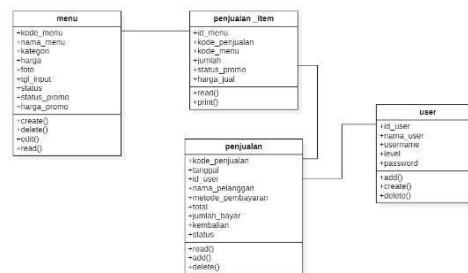 menu
+kode_menu
+nama_menu
+kategori
+harga
+foto
+tgl_input
+status
+status_promo
+harga_promo
+create()
+delete()
+edit()
+read()
penjualan _item
+id_menu
+kode_penjualan
+kode_menu
+jumlah
+status_promo
+harga_jual
+read()
+print()
penjualan
+kode_penjualan
+tanggal
+id_user
+nama_pelanggan
+metode_pembayaran
+total
+jumlah_bayar
+kembalian
+status
+read()
+add()
+delete()
user
+id_user
+nama_user
+username
+level
+password
+add()
+create()
+delete()